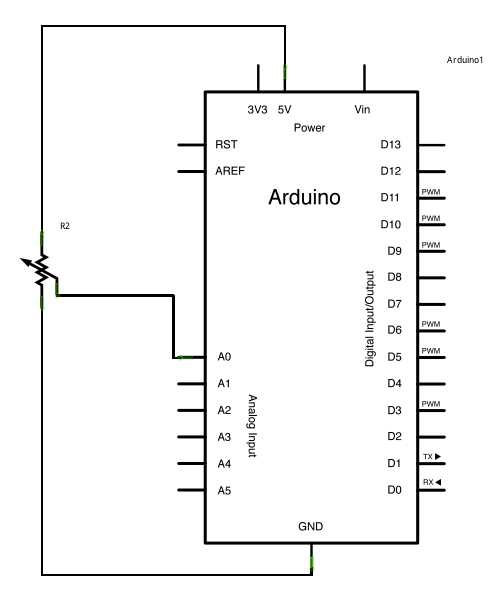 Arduino1
3V3 5V Vin
Power
RST D13
AREF D12
Arduino
D11 PWM
D10 PWM
R2
D9 PWM
D8
Digital Input/Output
D7
D6 PWM
A0 D5 PWM
A1 D4
Analog Input
A2 D3 PWM
A3 D2
A4 D1 TX ▶
A5 D0 RX ◀
GND